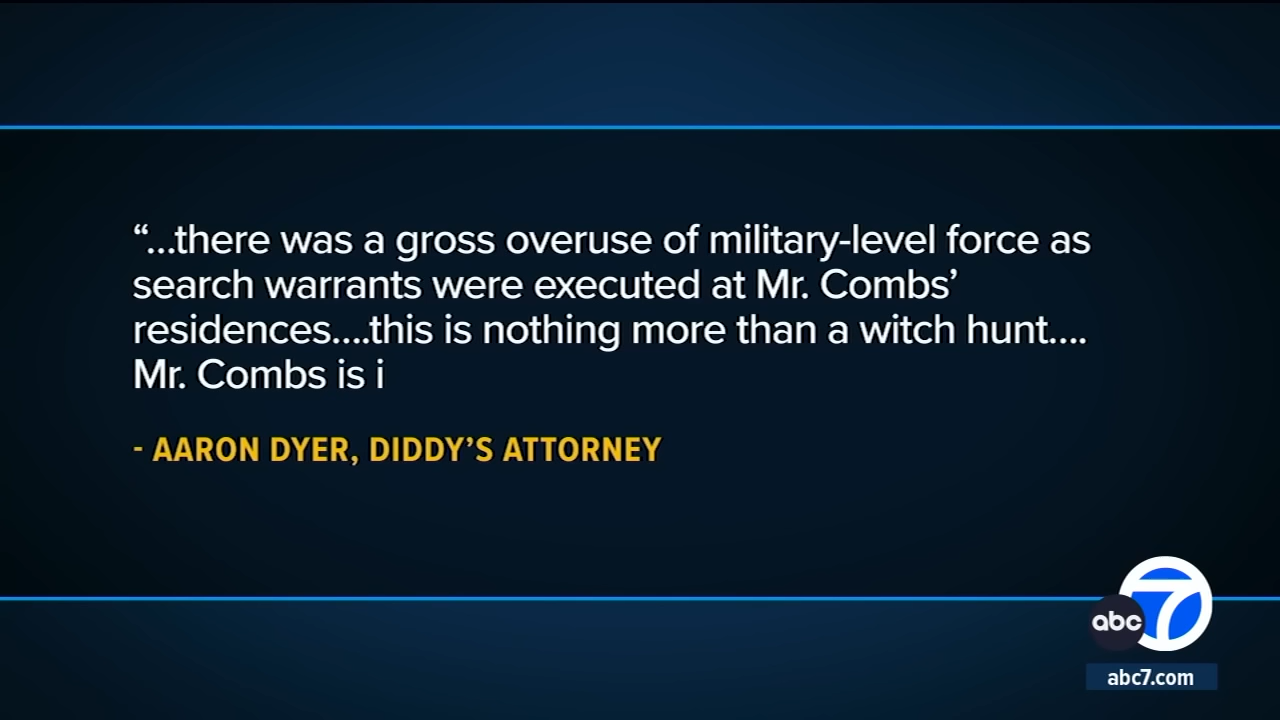 “...there was a gross overuse of military-level force as
search warrants were executed at Mr. Combs’
residences....this is nothing more than a witch hunt....
Mr. Combs is i
- AARON DYER, DIDDY’S ATTORNEY
abc 7
abc7.com